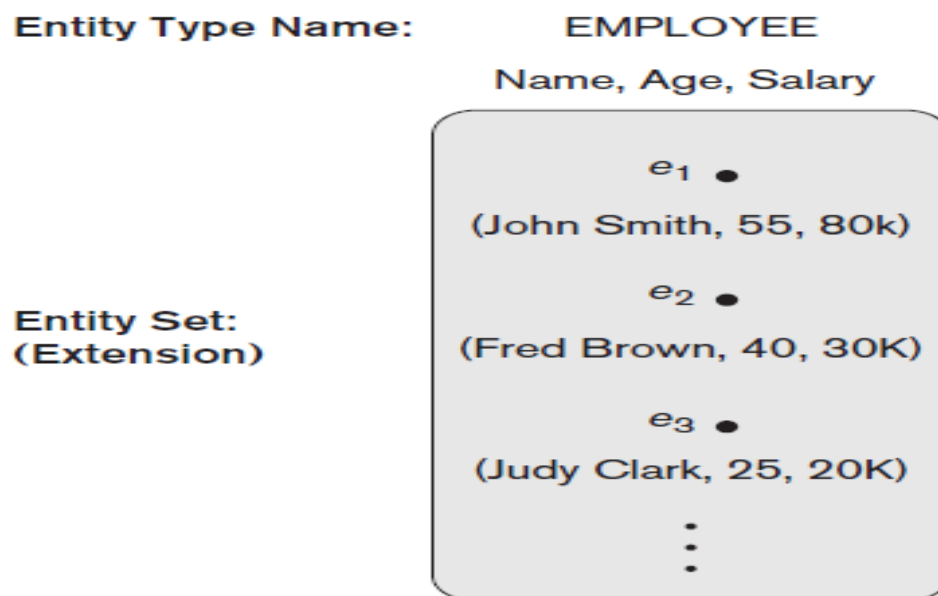 Entity Type Name: EMPLOYEE
Name, Age, Salary
e₁
(John Smith, 55, 80k)
e₂
Entity Set:
(Extension)
(Fred Brown, 40, 30K)
e₃
(Judy Clark, 25, 20K)